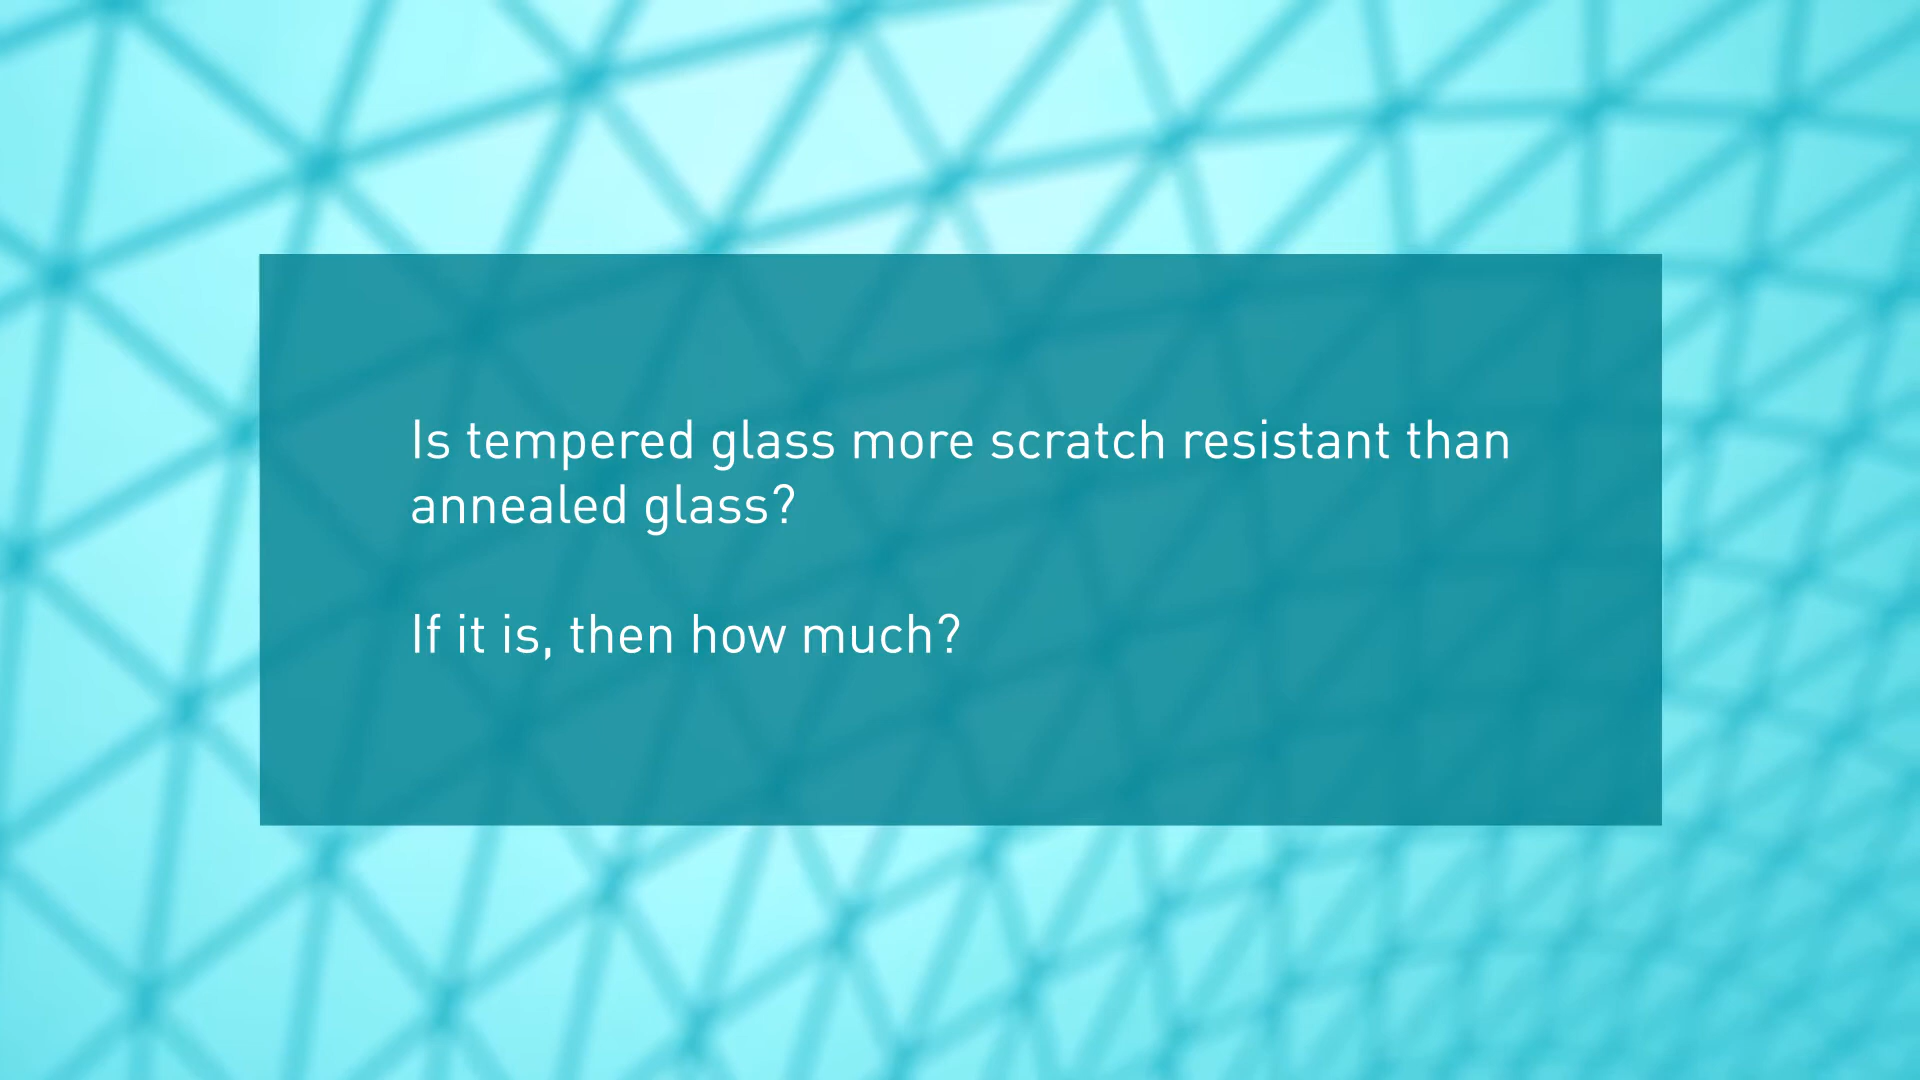 Is tempered glass more scratch resistant than
annealed glass?
If it is, then how much?